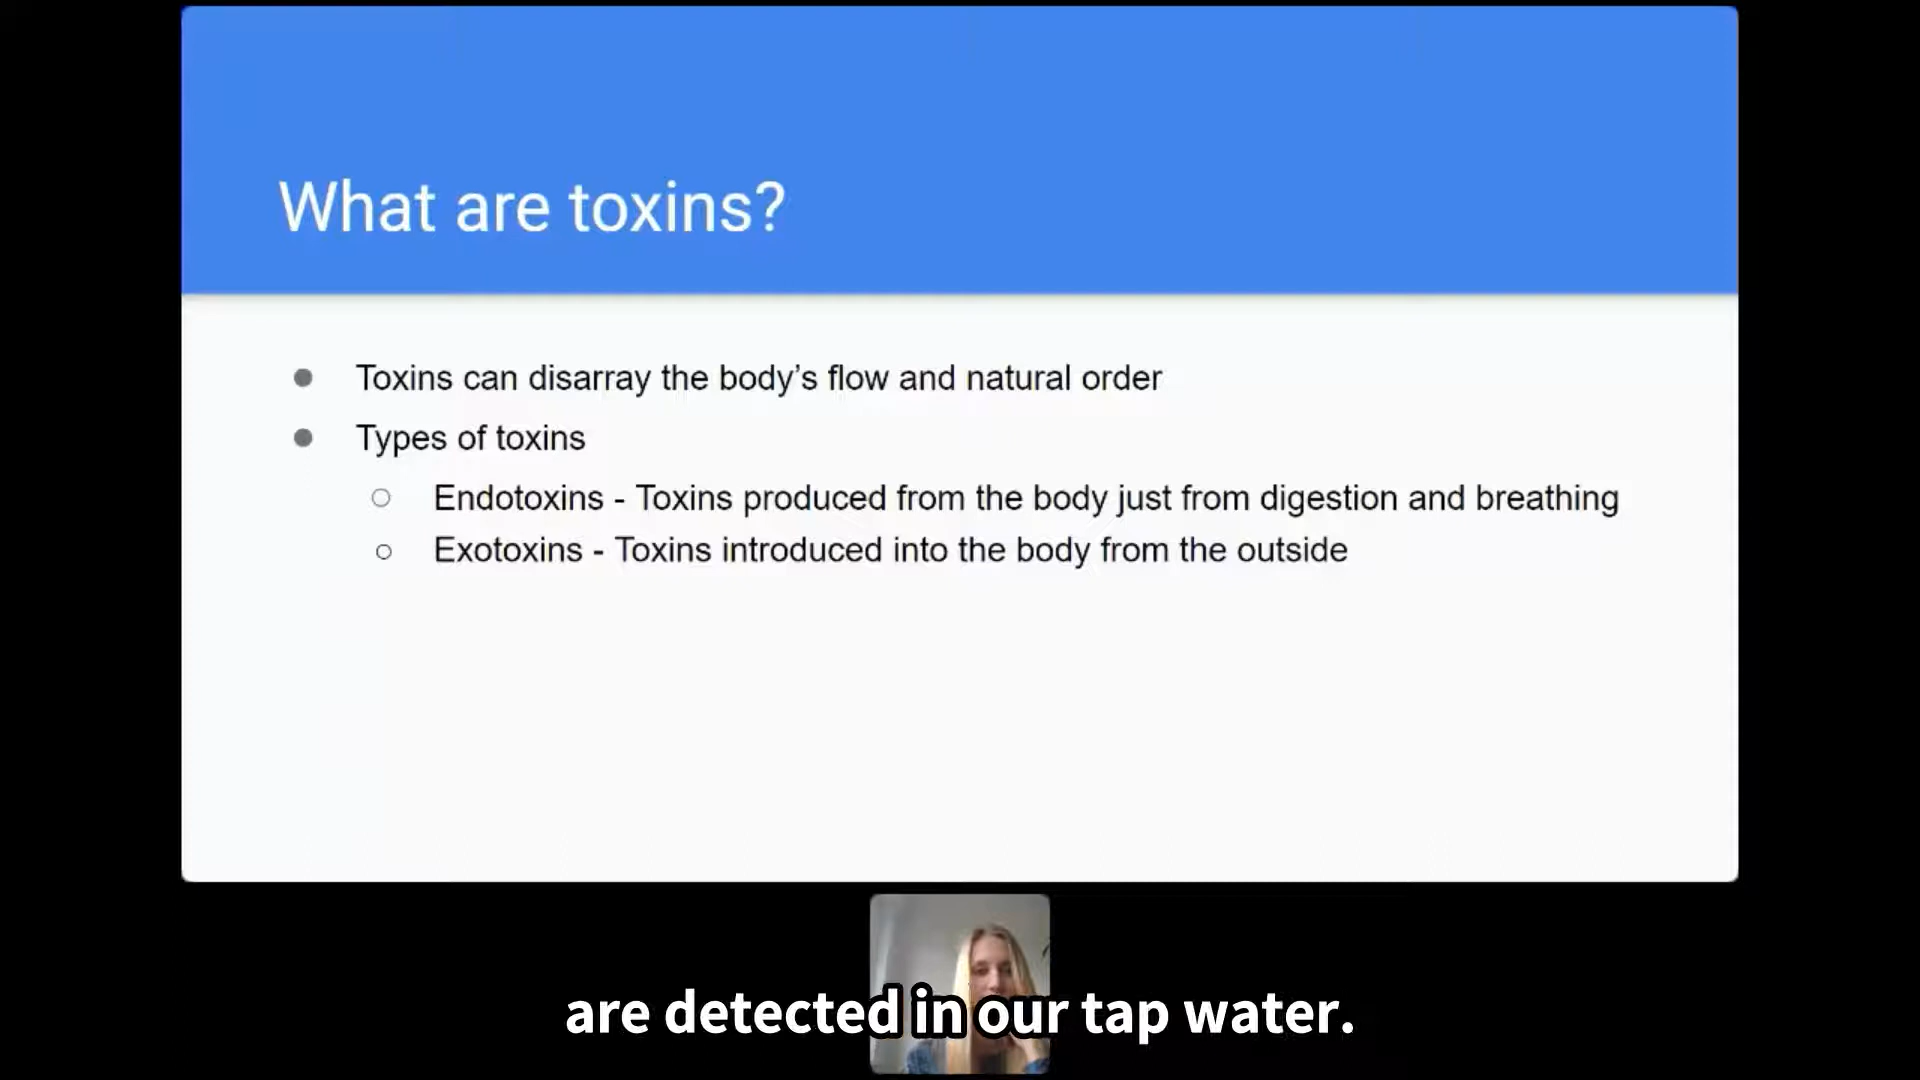 What are toxins?
Toxins can disarray the body’s flow and natural order
Types of toxins
Endotoxins - Toxins produced from the body just from digestion and breathing
Exotoxins - Toxins introduced into the body from the outside
are detected in our tap water.